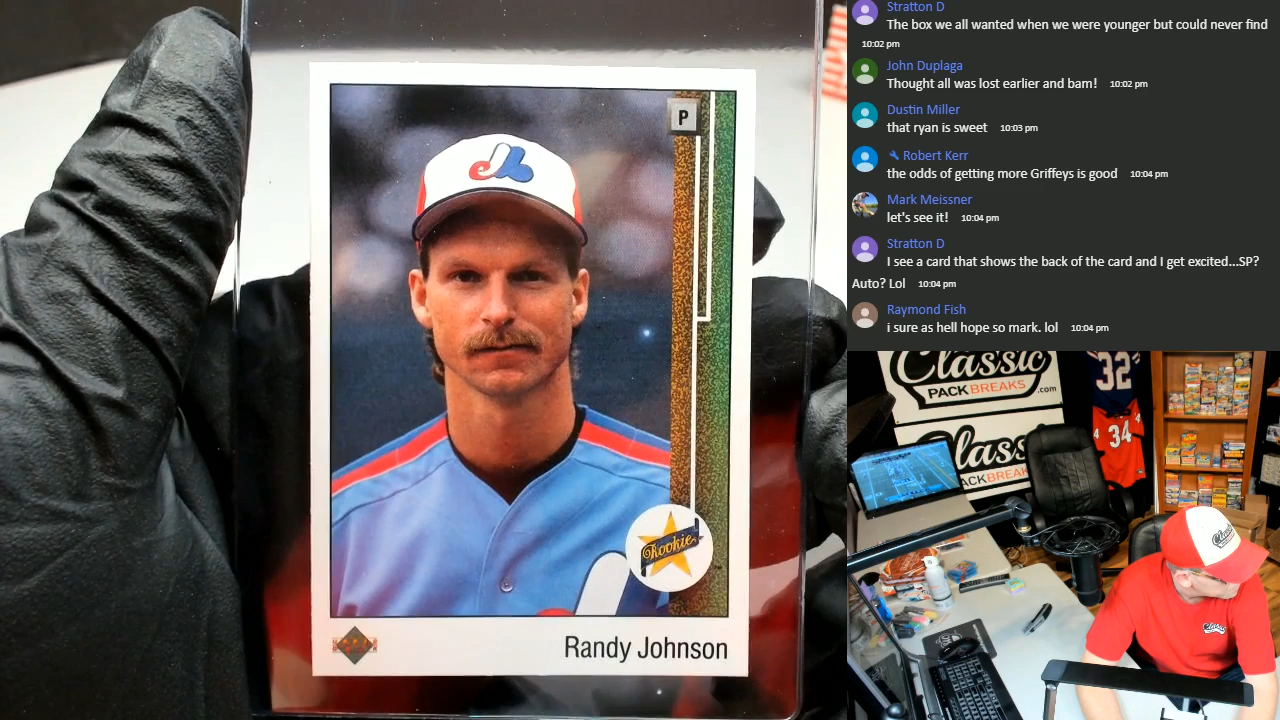 P
Rookie
Randy Johnson
Stratton D
The box we all wanted when we were younger but could never find
10:02 pm
John Duplaga
Thought all was lost earlier and bam! 10:02 pm
Dustin Miller
that ryan is sweet 10:03 pm
Robert Kerr
the odds of getting more Griffeys is good 10:04 pm
Mark Meissner
let's see it! 10:04 pm
Stratton D
I see a card that shows the back of the card and I get excited...SP?
Auto? Lol 10:04 pm
Raymond Fish
i sure as hell hope so mark. lol 10:04 pm
Classic
PACKBREAKS.com
32
34
Classic